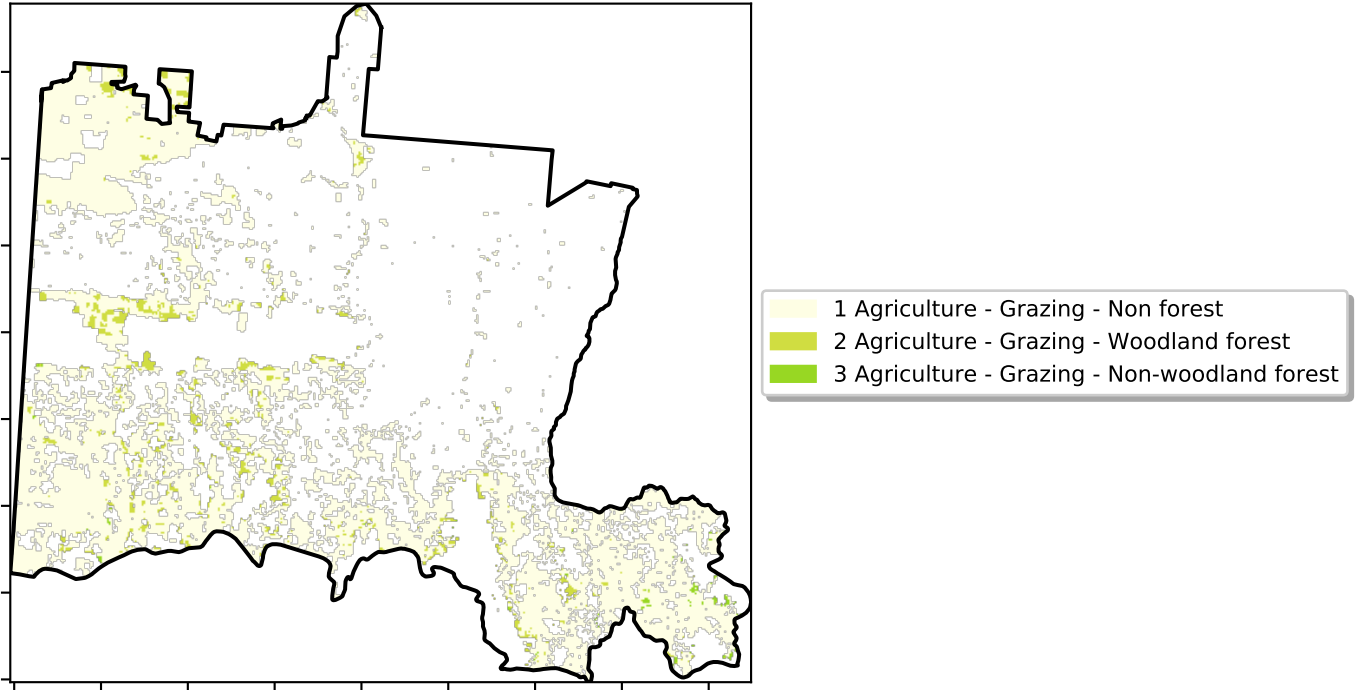 1 Agriculture - Grazing - Non forest
2 Agriculture - Grazing - Woodland forest
3 Agriculture - Grazing - Non-woodland forest